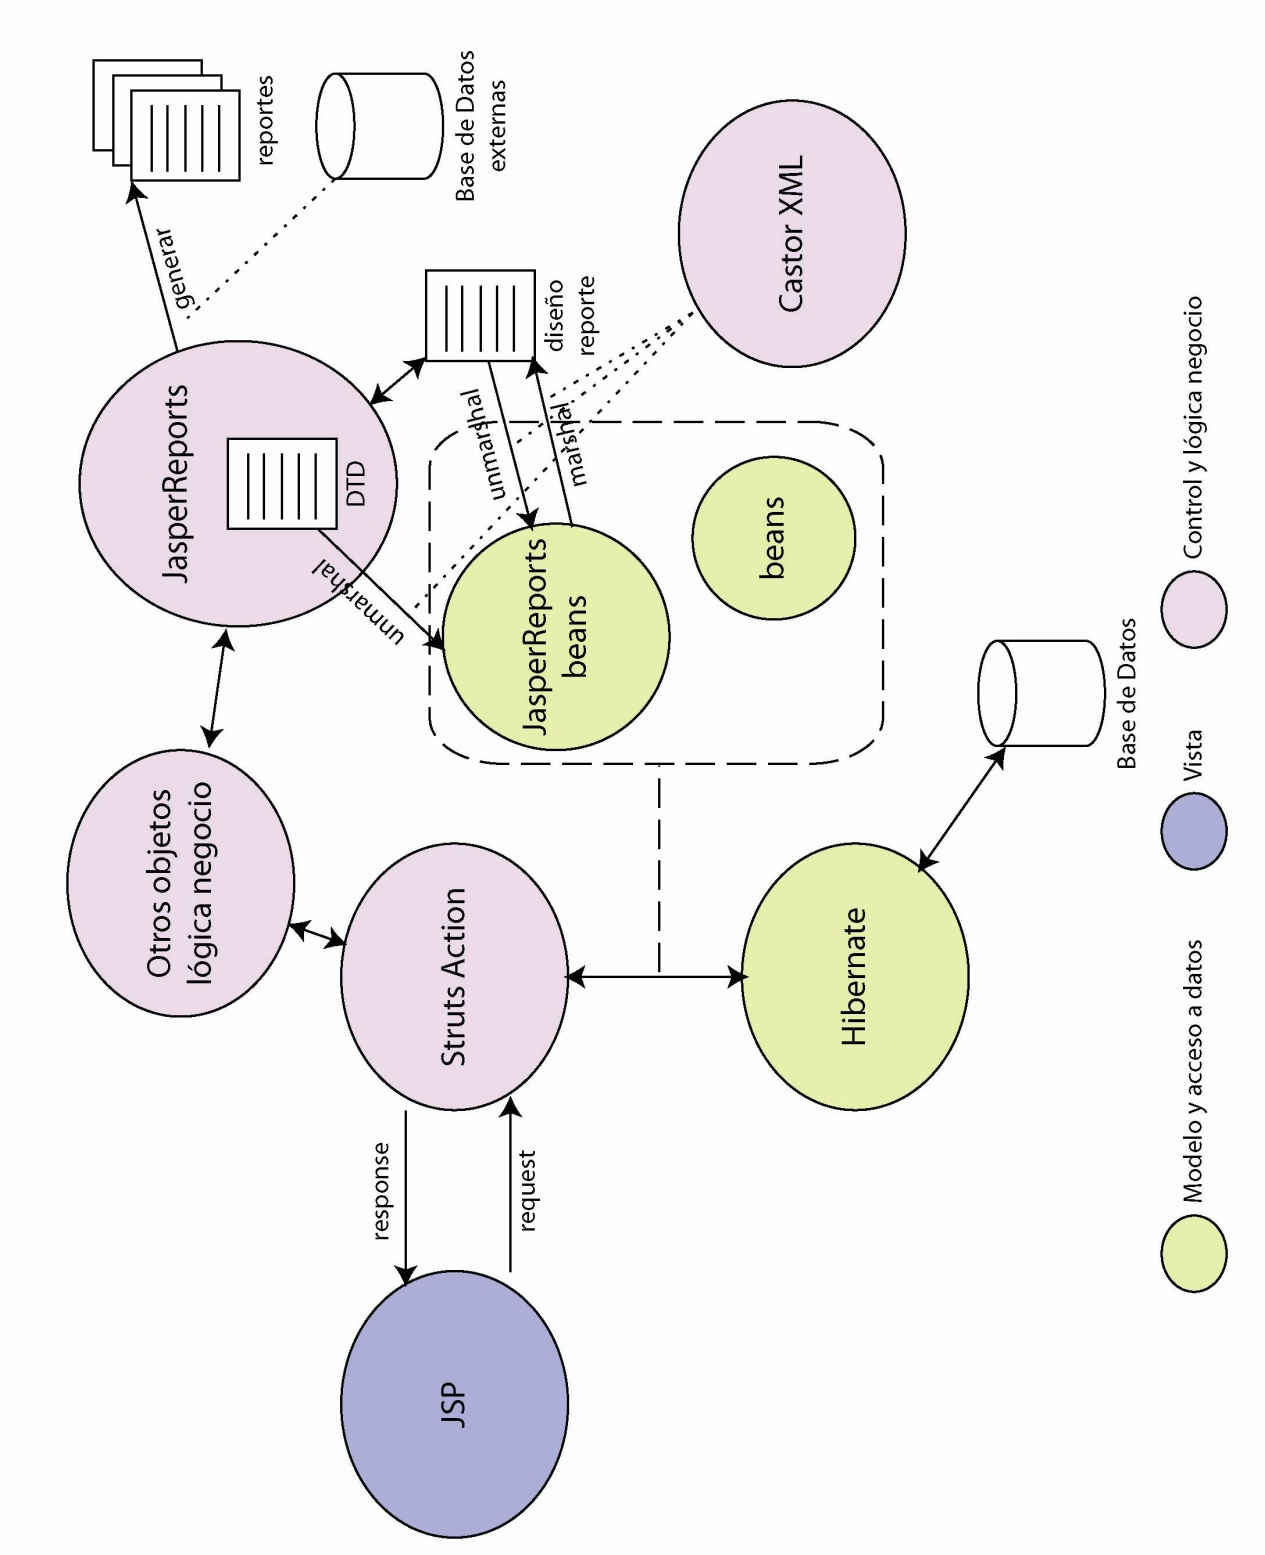 reportes
Base de Datos
externas
generar
JasperReports
DTD
unmarshal
diseño
reporte
unmarshal
marshal
Castor XML
JasperReports
beans
beans
Otros objetos
lógica negocio
Struts Action
response
request
JSP
Hibernate
Base de Datos
Modelo y acceso a datos
Vista
Control y lógica negocio